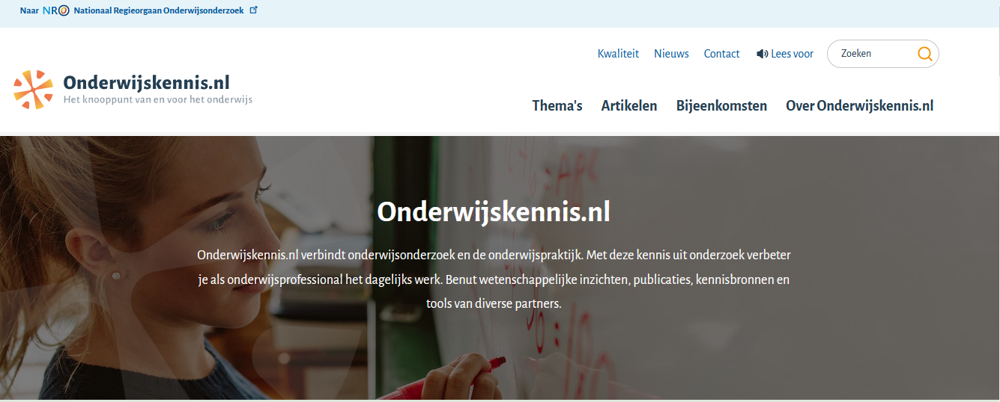 Naar NRO Nationaal Regieorgaan Onderwijsonderzoek
Kwaliteit Nieuws Contact Lees voor Zoeken
Onderwijskennis.nl
Het knooppunt van en voor het onderwijs
Thema's Artikelen Bijeenkomsten Over Onderwijskennis.nl
Onderwijskennis.nl
Onderwijskennis.nl verbindt onderwijsonderzoek en de onderwijspraktijk. Met deze kennis uit onderzoek verbeter
je als onderwijsprofessional het dagelijks werk. Benut wetenschappelijke inzichten, publicaties, kennisbronnen en
tools van diverse partners.